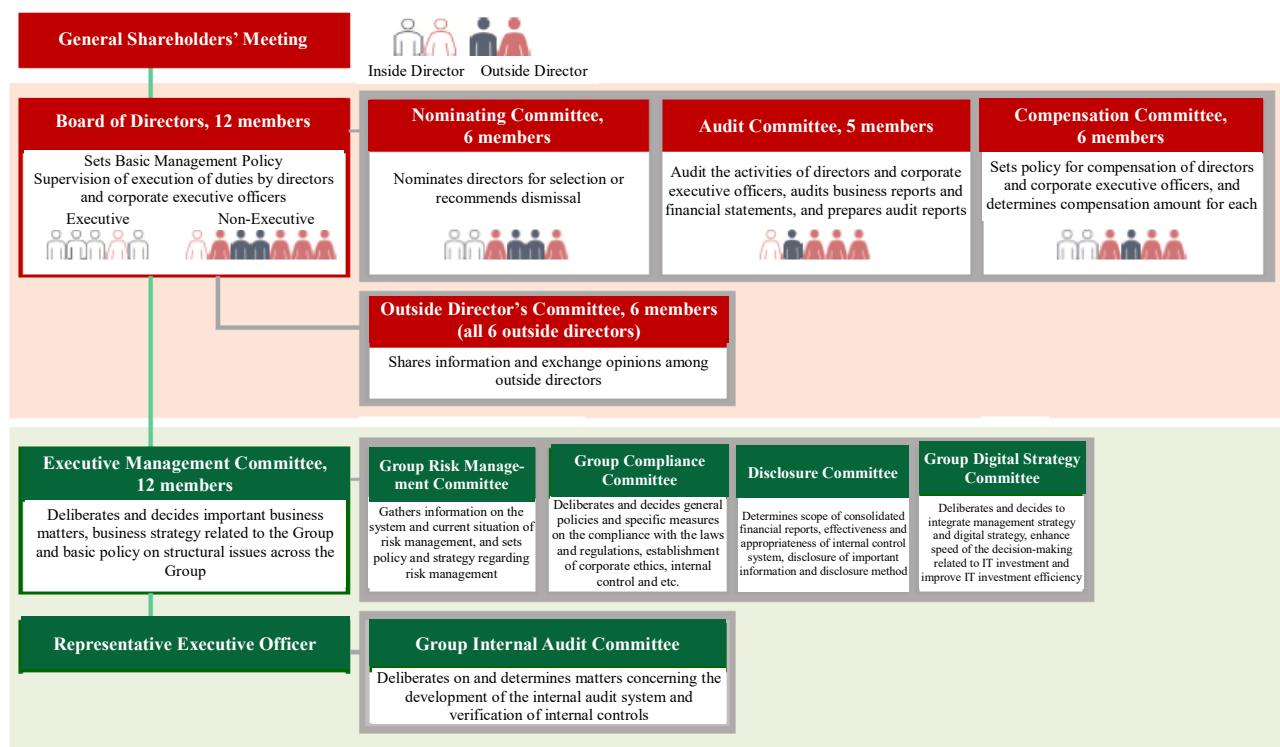 General Shareholders' Meeting
Inside Director
Outside Director
Board of Directors, 12 members
Sets Basic Management Policy
Supervision of execution of duties by directors
and corporate executive officers
Executive
Non-Executive
Nominating Committee,
6 members
Nominates directors for selection or
recommends dismissal
Audit Committee, 5 members
Audit the activities of directors and corporate
executive officers, audits business reports and
financial statements, and prepares audit reports
Compensation Committee,
6 members
Sets policy for compensation of directors
and corporate executive officers, and
determines compensation amount for each
Outside Director's Committee, 6 members
(all 6 outside directors)
Shares information and exchange opinions among
outside directors
Executive Management Committee,
12 members
Deliberates and decides important business
matters, business strategy related to the Group
and basic policy on structural issues across the
Group
Group Risk Manage-
ment Committee
Gathers information on the
system and current situation of
risk management, and sets
policy and strategy regarding
risk management
Group Compliance
Committee
Deliberates and decides general
policies and specific measures
on the compliance with the laws
and regulations, establishment
of corporate ethics, internal
control and etc.
Disclosure Committee
Determines scope of consolidated
financial reports, effectiveness and
appropriateness of internal control
system, disclosure of important
information and disclosure method
Group Digital Strategy
Committee
Deliberates and decides to
integrate management strategy
and digital strategy, enhance
speed of the decision-making
related to IT investment and
improve IT investment efficiency
Representative Executive Officer
Group Internal Audit Committee
Deliberates on and determines matters concerning the
development of the internal audit system and
verification of internal controls